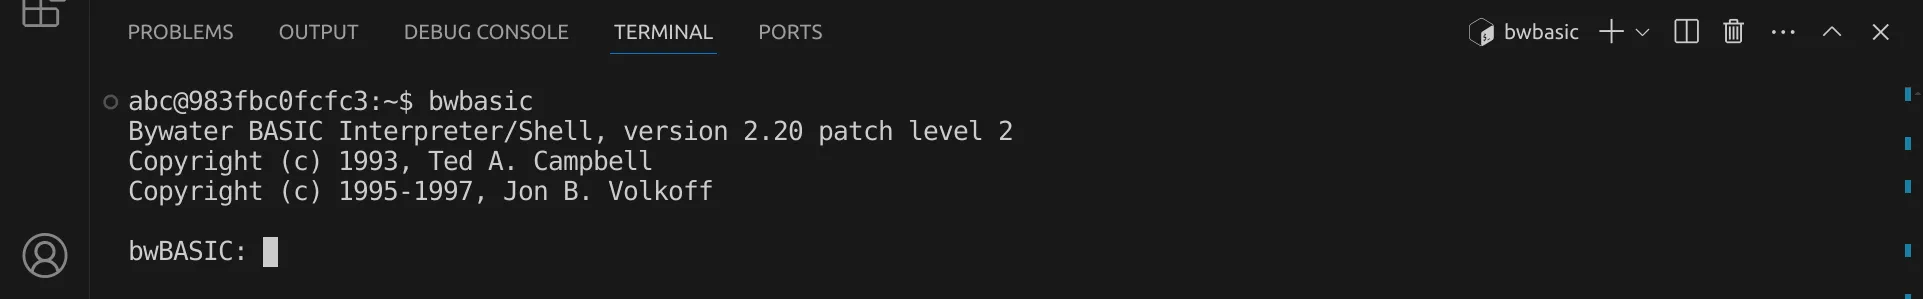 PROBLEMS OUTPUT DEBUG CONSOLE TERMINAL PORTS bwbasic
abc@983fbc0fcfc3:~$ bwbasic
Bywater BASIC Interpreter/Shell, version 2.20 patch level 2
Copyright (c) 1993, Ted A. Campbell
Copyright (c) 1995-1997, Jon B. Volkoff
bwBASIC: